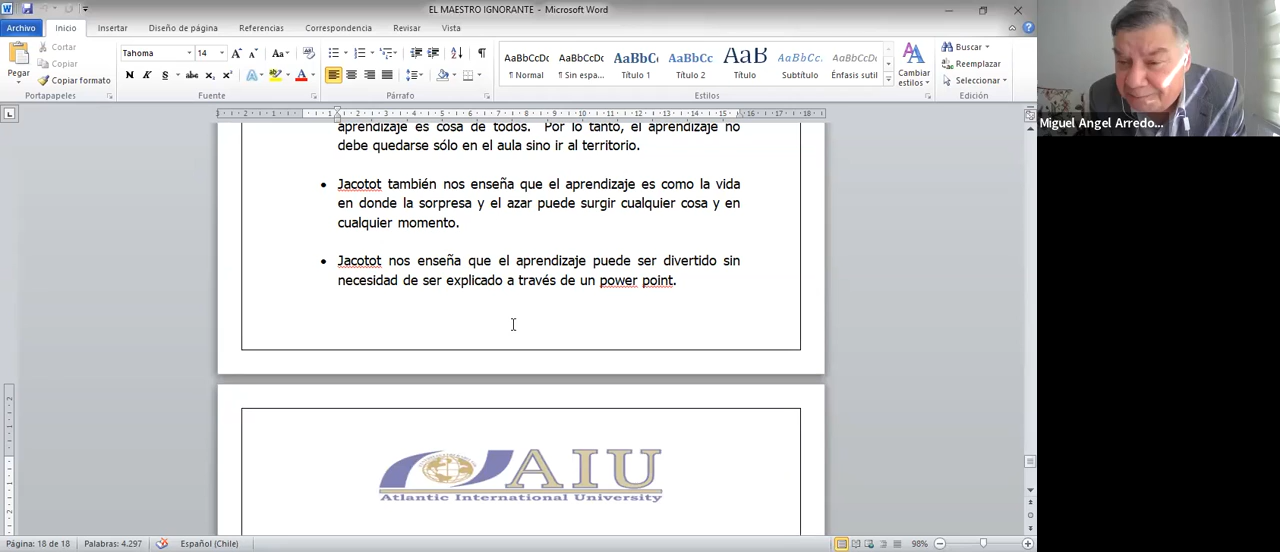 EL MAESTRO IGNORANTE - Microsoft Word
Archivo Inicio Insertar Diseño de página Referencias Correspondencia Revisar Vista
Pegar
Cortar
Copiar
Copiar formato
Portapapeles
Tahoma 14
Fuente
Párrafo
AaBbCcDc AaBbCcDc AaBbC AaBbCc AaB AaBbCc. AaBbCcDc
¶ Normal ¶ Sin espa... Título 1 Título 2 Título Subtítulo Énfasis sutil
Estilos
Cambiar
estilos
Buscar
Reemplazar
Seleccionar
Edición
Miguel Angel Arredo...
aprendizaje es cosa de todos. Por lo tanto, el aprendizaje no
debe quedarse sólo en el aula sino ir al territorio.
• Jacotot también nos enseña que el aprendizaje es como la vida
en donde la sorpresa y el azar puede surgir cualquier cosa y en
cualquier momento.
• Jacotot nos enseña que el aprendizaje puede ser divertido sin
necesidad de ser explicado a través de un power point.
AIU
Atlantic International University
Página: 18 de 18 Palabras: 4.297 Español (Chile) 98%